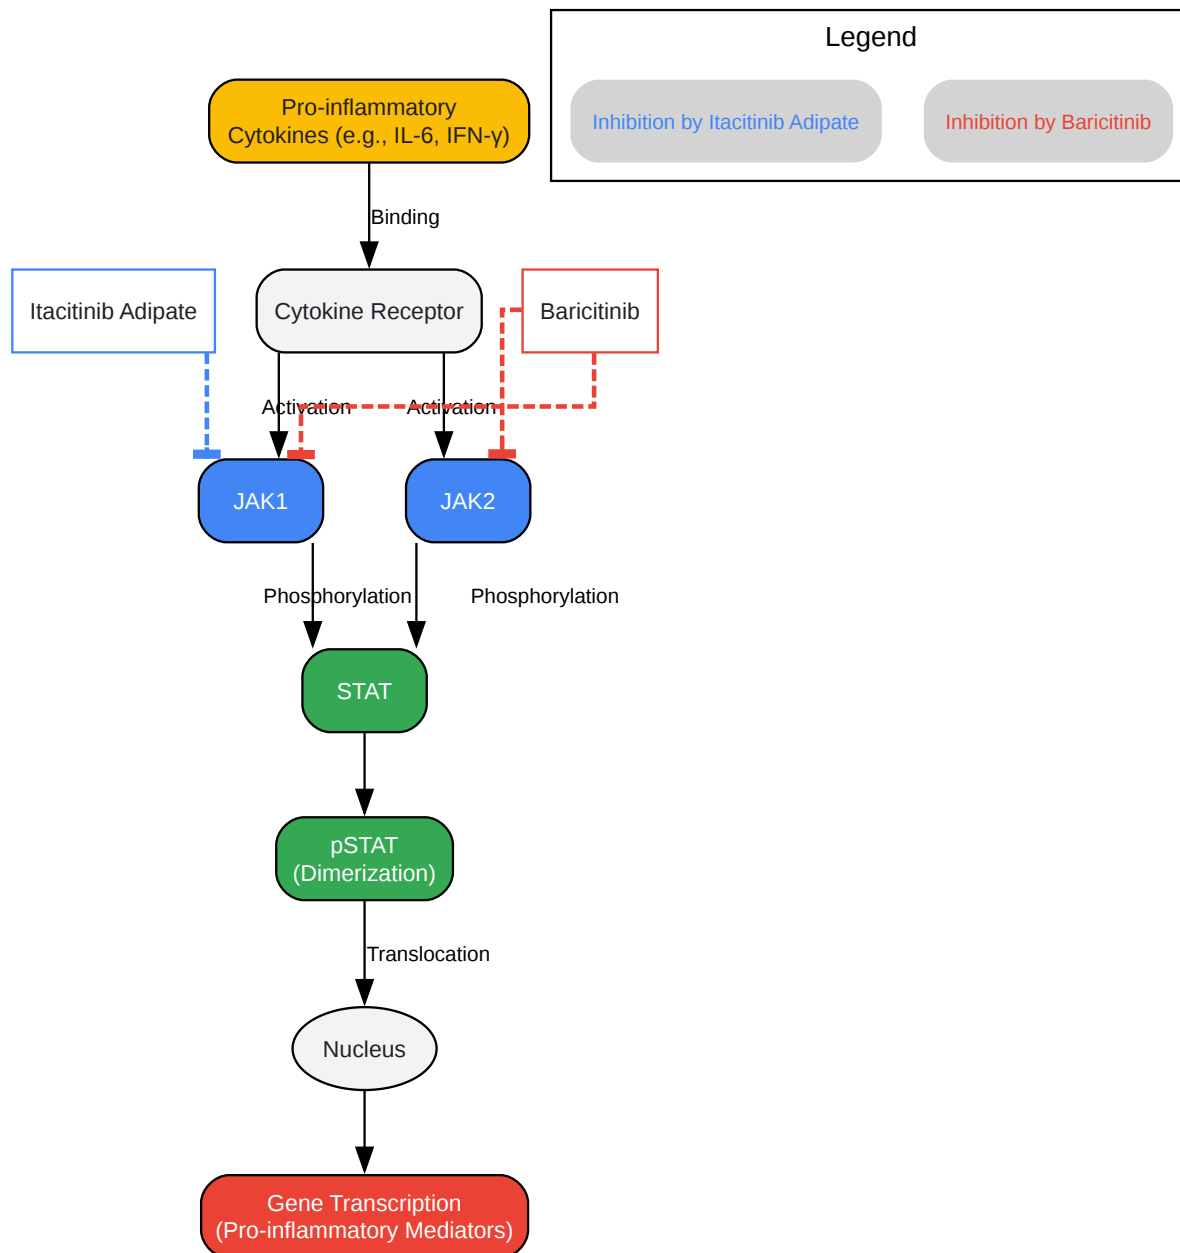 Legend
Inhibition by Itacitinib Adipate
Inhibition by Baricitinib
Pro-inflammatory
Cytokines (e.g., IL-6, IFN-γ)
Binding
Itacitinib Adipate
Cytokine Receptor
Baricitinib
Activation
Activation
JAK1
JAK2
Phosphorylation
Phosphorylation
STAT
pSTAT
(Dimerization)
Translocation
Nucleus
Gene Transcription
(Pro-inflammatory Mediators)